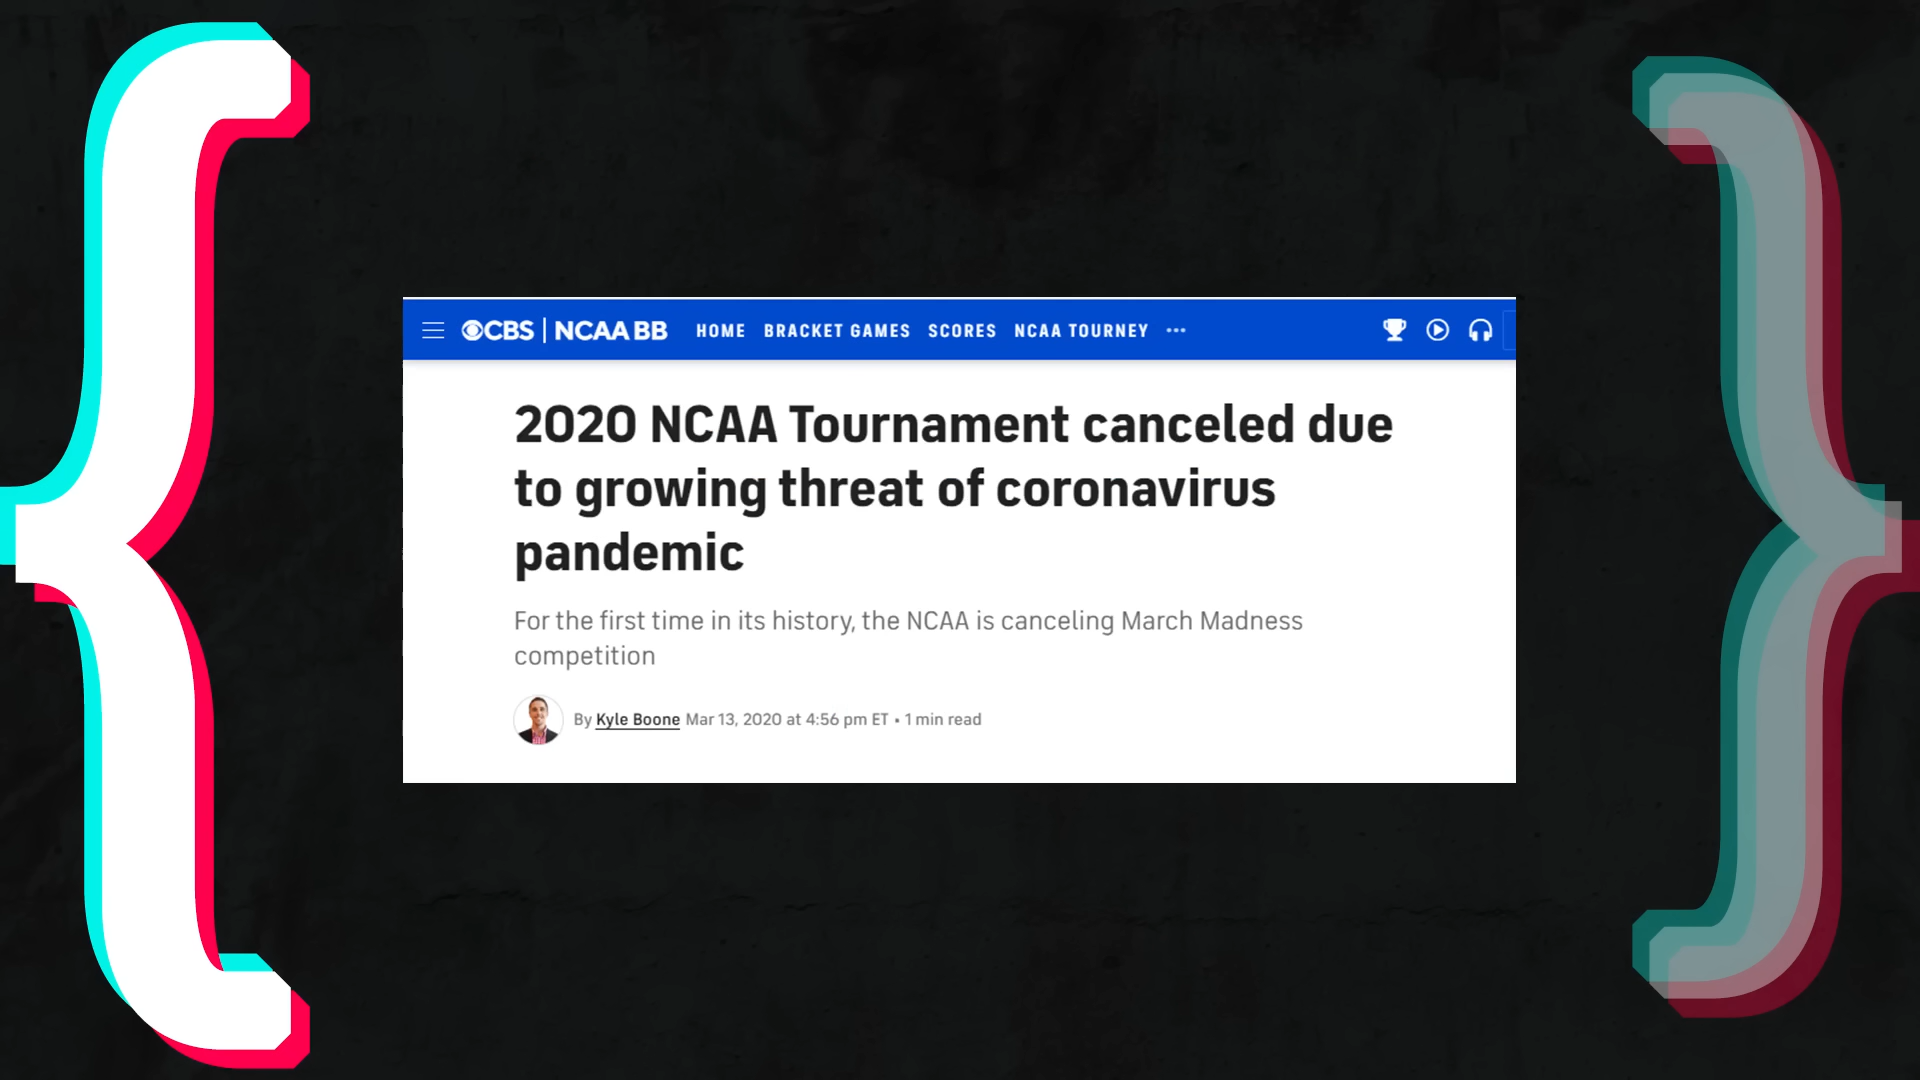 CBS | NCAA BB HOME BRACKET GAMES SCORES NCAA TOURNEY •••
2020 NCAA Tournament canceled due
to growing threat of coronavirus
pandemic
For the first time in its history, the NCAA is canceling March Madness
competition
By Kyle Boone Mar 13, 2020 at 4:56 pm ET • 1 min read